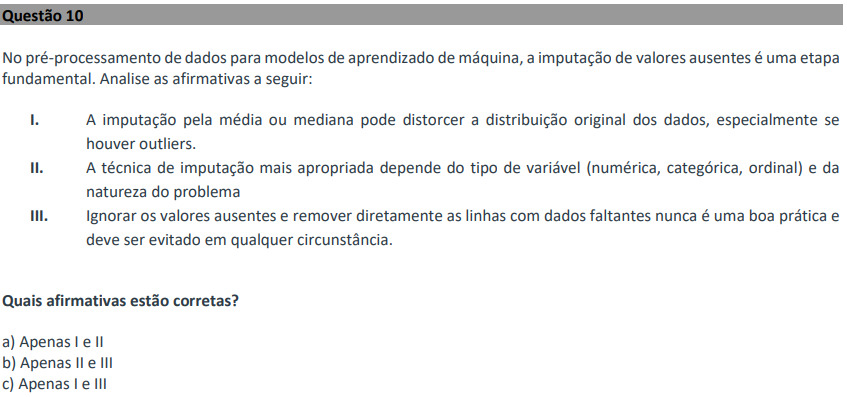 Questão 10
No pré-processamento de dados para modelos de aprendizado de máquina, a imputação de valores ausentes é uma etapa
fundamental. Analise as afirmativas a seguir:
I. A imputação pela média ou mediana pode distorcer a distribuição original dos dados, especialmente se
houver outliers.
II. A técnica de imputação mais apropriada depende do tipo de variável (numérica, categórica, ordinal) e da
natureza do problema
III. Ignorar os valores ausentes e remover diretamente as linhas com dados faltantes nunca é uma boa prática e
deve ser evitado em qualquer circunstância.
Quais afirmativas estão corretas?
a) Apenas I e II
b) Apenas II e III
c) Apenas I e III